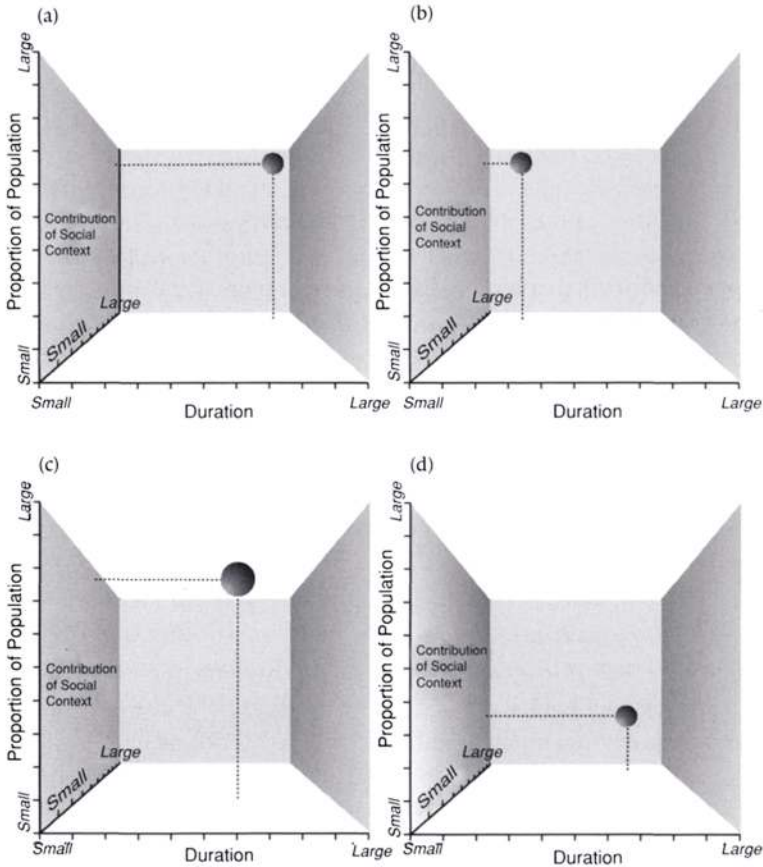 (a)
Large
Proportion of Population
Small
Contribution
of Social
Context
Large
Small
Small
Large
Duration
(b)
Large
Proportion of Population
Small
Contribution
of Social
Context
Large
Small
Small
Large
Duration
(c)
Large
Proportion of Population
Small
Contribution
of Social
Context
Large
Small
Small
Large
Duration
(d)
Large
Proportion of Population
Small
Contribution
of Social
Context
Large
Small
Small
Large
Duration